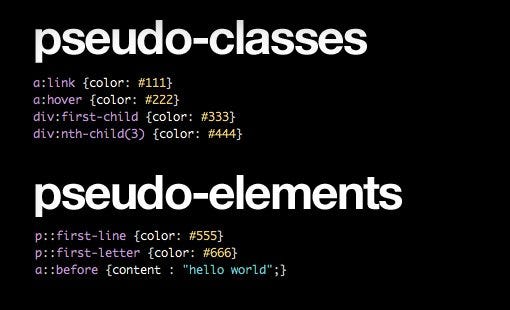 pseudo-classes
a:link {color: #111}
a:hover {color: #222}
div:first-child {color: #333}
div:nth-child(3) {color: #444}
pseudo-elements
p::first-line {color: #555}
p::first-letter {color: #666}
a::before {content : "hello world";}